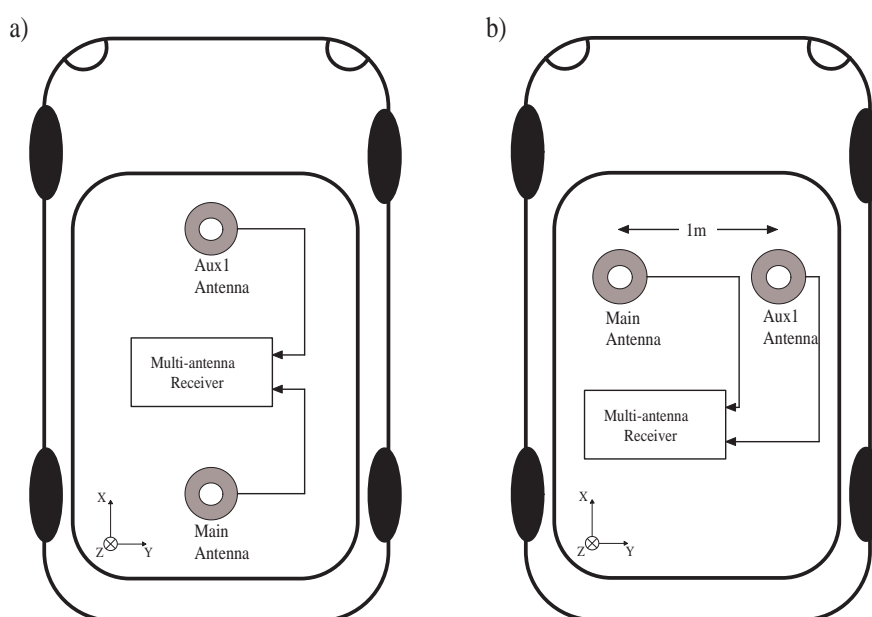 a)
Aux1
Antenna
Multi-antenna
Receiver
Main
Antenna
X
Z
Y
b)
1m
Main
Antenna
Aux1
Antenna
Multi-antenna
Receiver
X
Z
Y